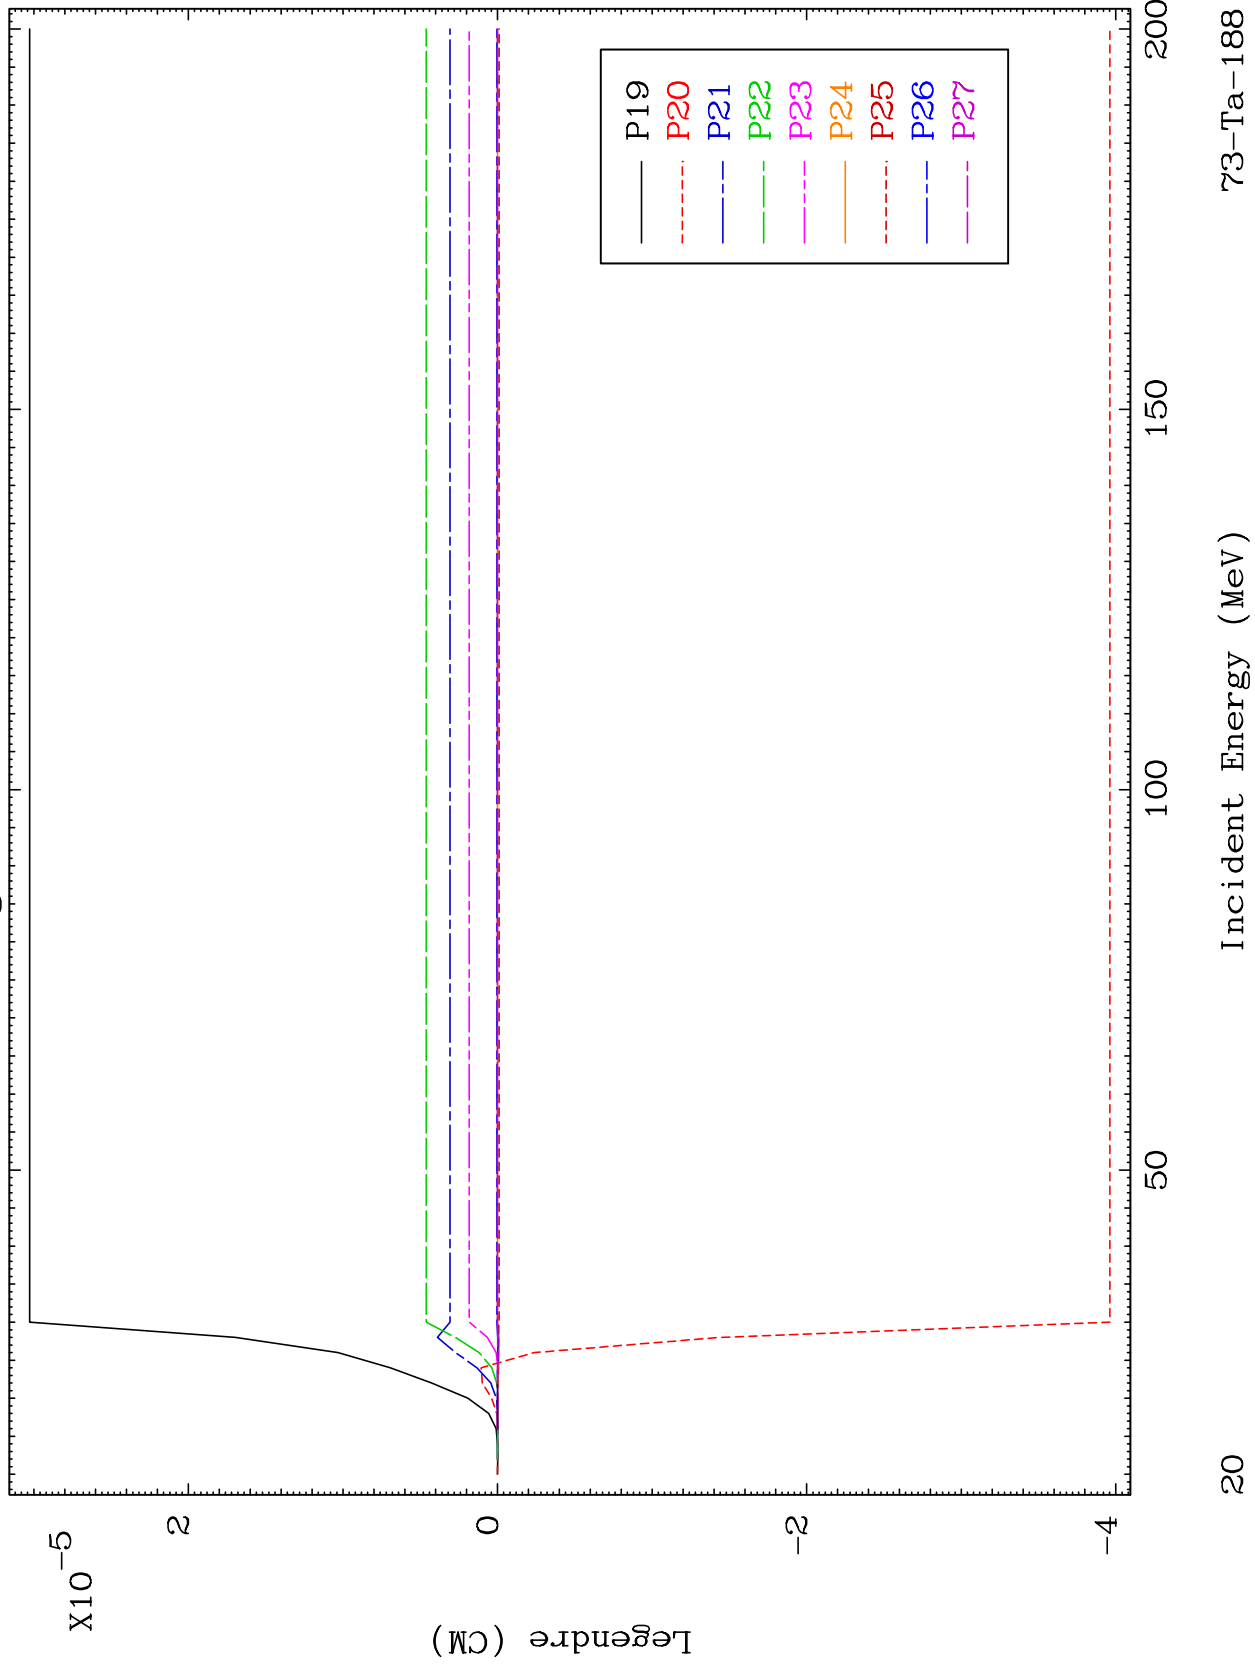 X10-5
2
0
-2
-4
Legendre (CM)
P19
P20
P21
P22
P23
P24
P25
P26
P27
50
100
150
200
Incident Energy (MeV)
20
73-Ta-188